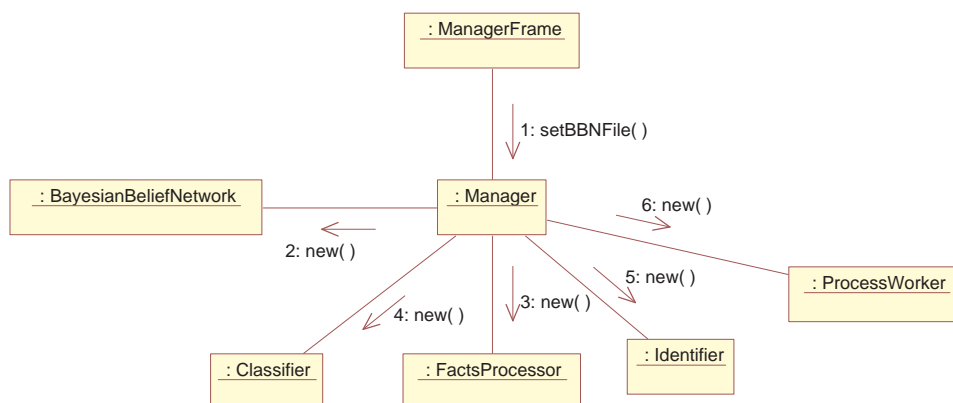 : ManagerFrame
1: setBBNFile( )
: BayesianBeliefNetwork
: Manager
6: new( )
2: new( )
: ProcessWorker
5: new( )
4: new( )
3: new( )
: Classifier
: FactsProcessor
: Identifier